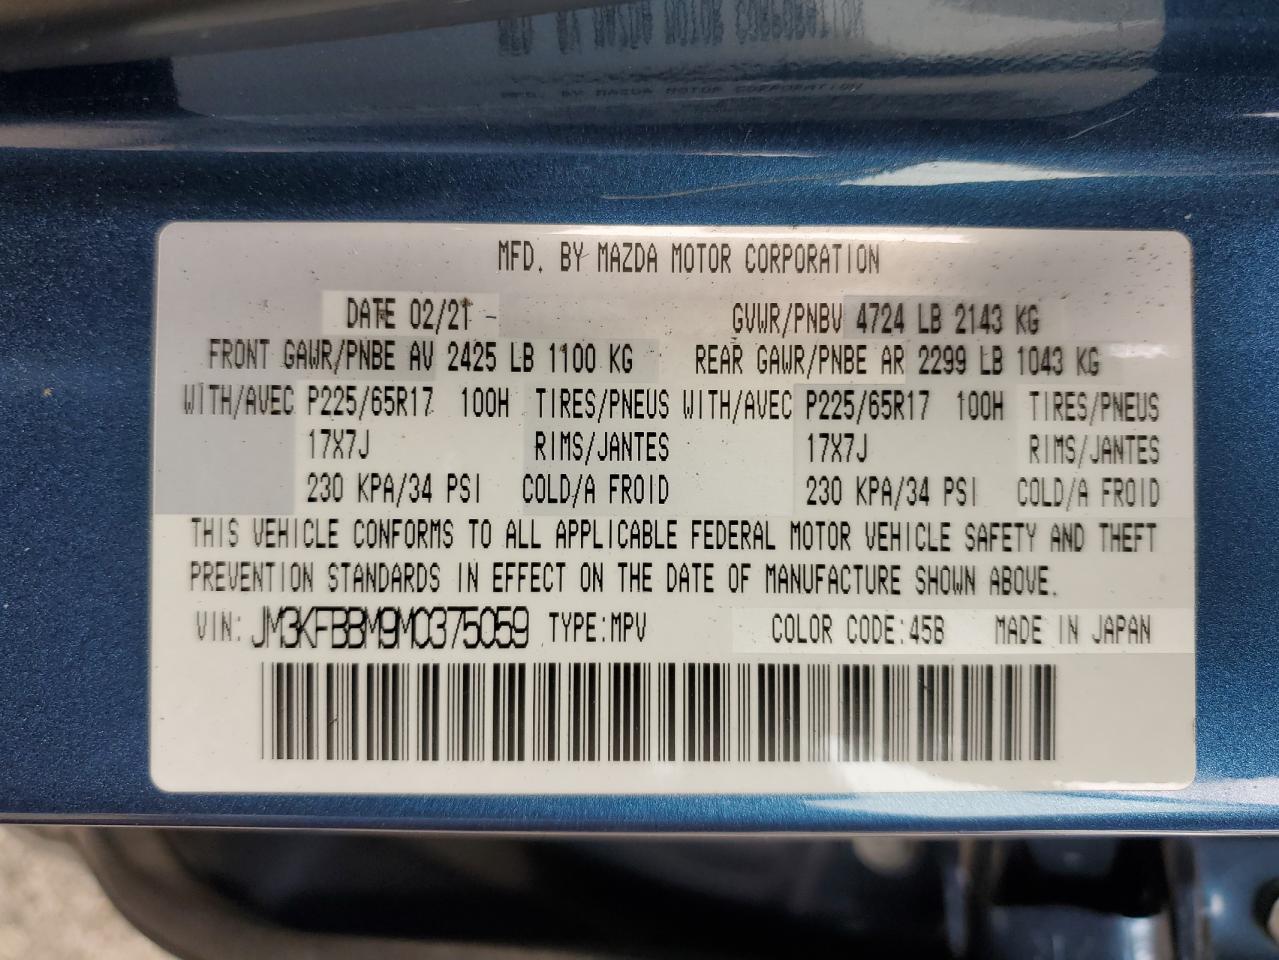 MFD. BY MAZDA MOTOR CORPORATION
DATE 02/21 GVWR/PNBV 4724 LB 2143 KG
FRONT GAWR/PNBE AV 2425 LB 1100 KG REAR GAWR/PNBE AR 2299 LB 1043 KG
WITH/AVEC P225/65R17 100H TIRES/PNEUS WITH/AVEC P225/65R17 100H TIRES/PNEUS
17X7J RIMS/JANTES 17X7J RIMS/JANTES
230 KPA/34 PSI COLD/A FROID 230 KPA/34 PSI COLD/A FROID
THIS VEHICLE CONFORMS TO ALL APPLICABLE FEDERAL MOTOR VEHICLE SAFETY AND THEFT
PREVENTION STANDARDS IN EFFECT ON THE DATE OF MANUFACTURE SHOWN ABOVE.
VIN: JM3KFBBM9M0375059 TYPE:MPV COLOR CODE:45B MADE IN JAPAN